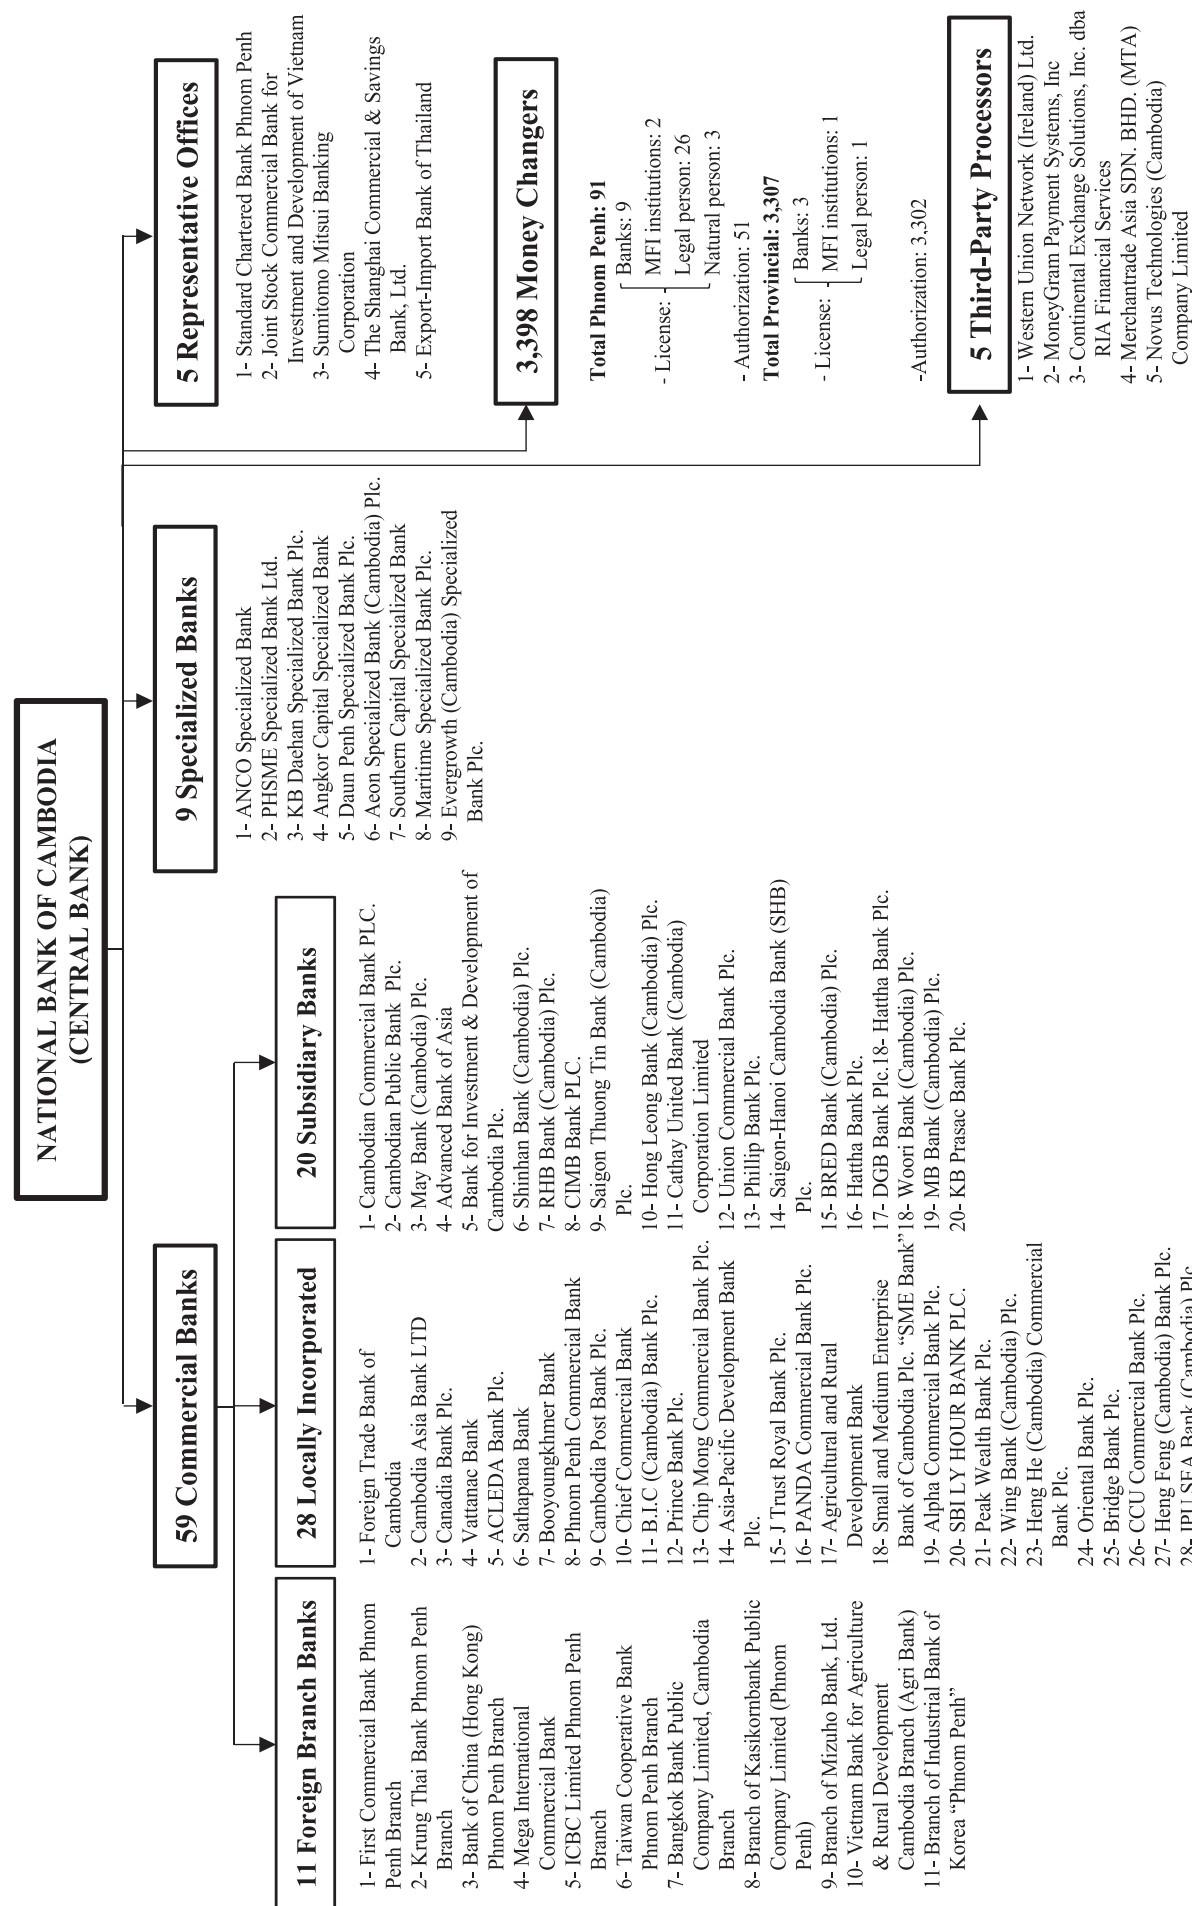 NATIONAL BANK OF CAMBODIA
(CENTRAL BANK)
59 Commercial Banks
11 Foreign Branch Banks
1- First Commercial Bank Phnom
Penh Branch
2- Krung Thai Bank Phnom Penh
Branch
3- Bank of China (Hong Kong)
Phnom Penh Branch
4- Mega International
Commercial Bank
5- ICBC Limited Phnom Penh
Branch
6- Taiwan Cooperative Bank
Phnom Penh Branch
7- Bangkok Bank Public
Company Limited, Cambodia
Branch
8- Branch of Kasikornbank Public
Company Limited (Phnom
Penh)
9- Branch of Mizuho Bank, Ltd.
10- Vietnam Bank for Agriculture
& Rural Development
Cambodia Branch (Agri Bank)
11- Branch of Industrial Bank of
Korea “Phnom Penh”
28 Locally Incorporated
1- Foreign Trade Bank of
Cambodia
2- Cambodia Asia Bank LTD
3- Canadia Bank Plc.
4- Vattanac Bank
5- ACLEDA Bank Plc.
6- Sathapana Bank
7- Booyoungkhmer Bank
8- Phnom Penh Commercial Bank
9- Cambodia Post Bank Plc.
10- Chief Commercial Bank
11- B.I.C (Cambodia) Bank Plc.
12- Prince Bank Plc.
13- Chip Mong Commercial Bank Plc.
14- Asia-Pacific Development Bank
Plc.
15- J Trust Royal Bank Plc.
16- PANDA Commercial Bank Plc.
17- Agricultural and Rural
Development Bank
18- Small and Medium Enterprise
Bank of Cambodia Plc. “SME Bank”
19- Alpha Commercial Bank Plc.
20- SBI LY HOUR BANK PLC.
21- Peak Wealth Bank Plc.
22- Wing Bank (Cambodia) Plc.
23- Heng He (Cambodia) Commercial
Bank Plc.
24- Oriental Bank Plc.
25- Bridge Bank Plc.
26- CCU Commercial Bank Plc.
27- Heng Feng (Cambodia) Bank Plc.
28- IPU SEA Bank (Cambodia) Plc.
20 Subsidiary Banks
1- Cambodian Commercial Bank PLC.
2- Cambodian Public Bank Plc.
3- May Bank (Cambodia) Plc.
4- Advanced Bank of Asia
5- Bank for Investment & Development of
Cambodia Plc.
6- Shinhan Bank (Cambodia) Plc.
7- RHB Bank (Cambodia) Plc.
8- CIMB Bank PLC.
9- Saigon Thuong Tin Bank (Cambodia)
Plc.
10- Hong Leong Bank (Cambodia) Plc.
11- Cathay United Bank (Cambodia)
Corporation Limited
12- Union Commercial Bank Plc.
13- Phillip Bank Plc.
14- Saigon-Hanoi Cambodia Bank (SHB)
Plc.
15- BRED Bank (Cambodia) Plc.
16- Hattha Bank Plc.
17- DGB Bank Plc.18- Hattha Bank Plc.
18- Woori Bank (Cambodia) Plc.
19- MB Bank (Cambodia) Plc.
20- KB Prasac Bank Plc.
9 Specialized Banks
1- ANCO Specialized Bank
2- PHSME Specialized Bank Ltd.
3- KB Daehan Specialized Bank Plc.
4- Angkor Capital Specialized Bank
5- Daun Penh Specialized Bank Plc.
6- Aeon Specialized Bank (Cambodia) Plc.
7- Southern Capital Specialized Bank
8- Maritime Specialized Bank Plc.
9- Evergrowth (Cambodia) Specialized
Bank Plc.
5 Representative Offices
1- Standard Chartered Bank Phnom Penh
2- Joint Stock Commercial Bank for
Investment and Development of Vietnam
3- Sumitomo Mitsui Banking
Corporation
4- The Shanghai Commercial & Savings
Bank, Ltd.
5- Export-Import Bank of Thailand
3,398 Money Changers
Total Phnom Penh: 91
- License:
Banks: 9
MFI institutions: 2
Legal person: 26
Natural person: 3
- Authorization: 51
Total Provincial: 3,307
- License:
Banks: 3
MFI institutions: 1
Legal person: 1
-Authorization: 3,302
5 Third-Party Processors
1- Western Union Network (Ireland) Ltd.
2- MoneyGram Payment Systems, Inc
3- Continental Exchange Solutions, Inc. dba
RIA Financial Services
4- Merchantrade Asia SDN. BHD. (MTA)
5- Novus Technologies (Cambodia)
Company Limited